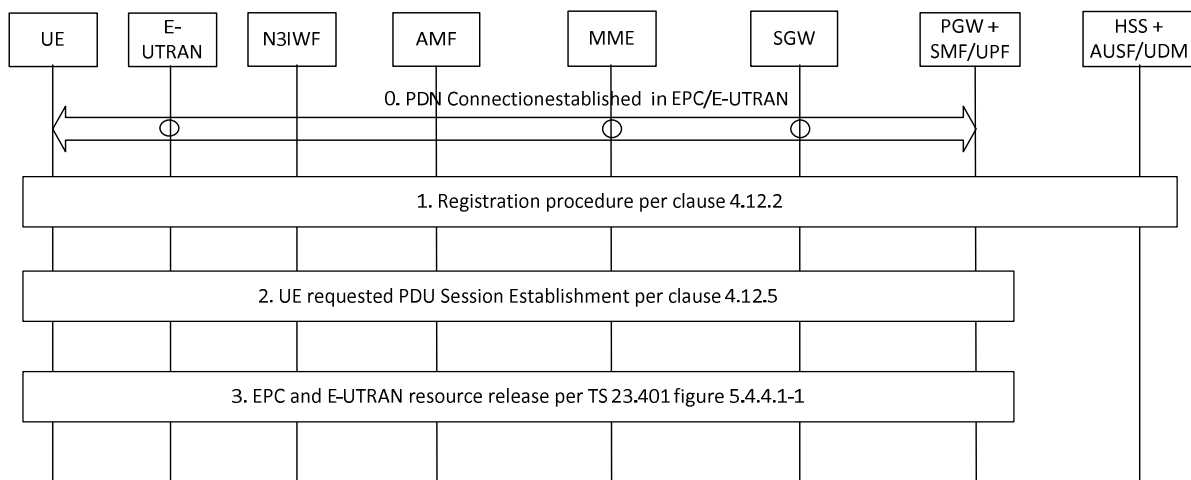 UE
E-
UTRAN
N3IWF
AMF
MME
SGW
PGW +
SMF/UPF
HSS +
AUSF/UDM
0. PDN Connectionestablished in EPC/E-UTRAN
1. Registration procedure per clause 4.12.2
2. UE requested PDU Session Establishment per clause 4.12.5
3. EPC and E-UTRAN resource release per TS 23.401 figure 5.4.4.1-1